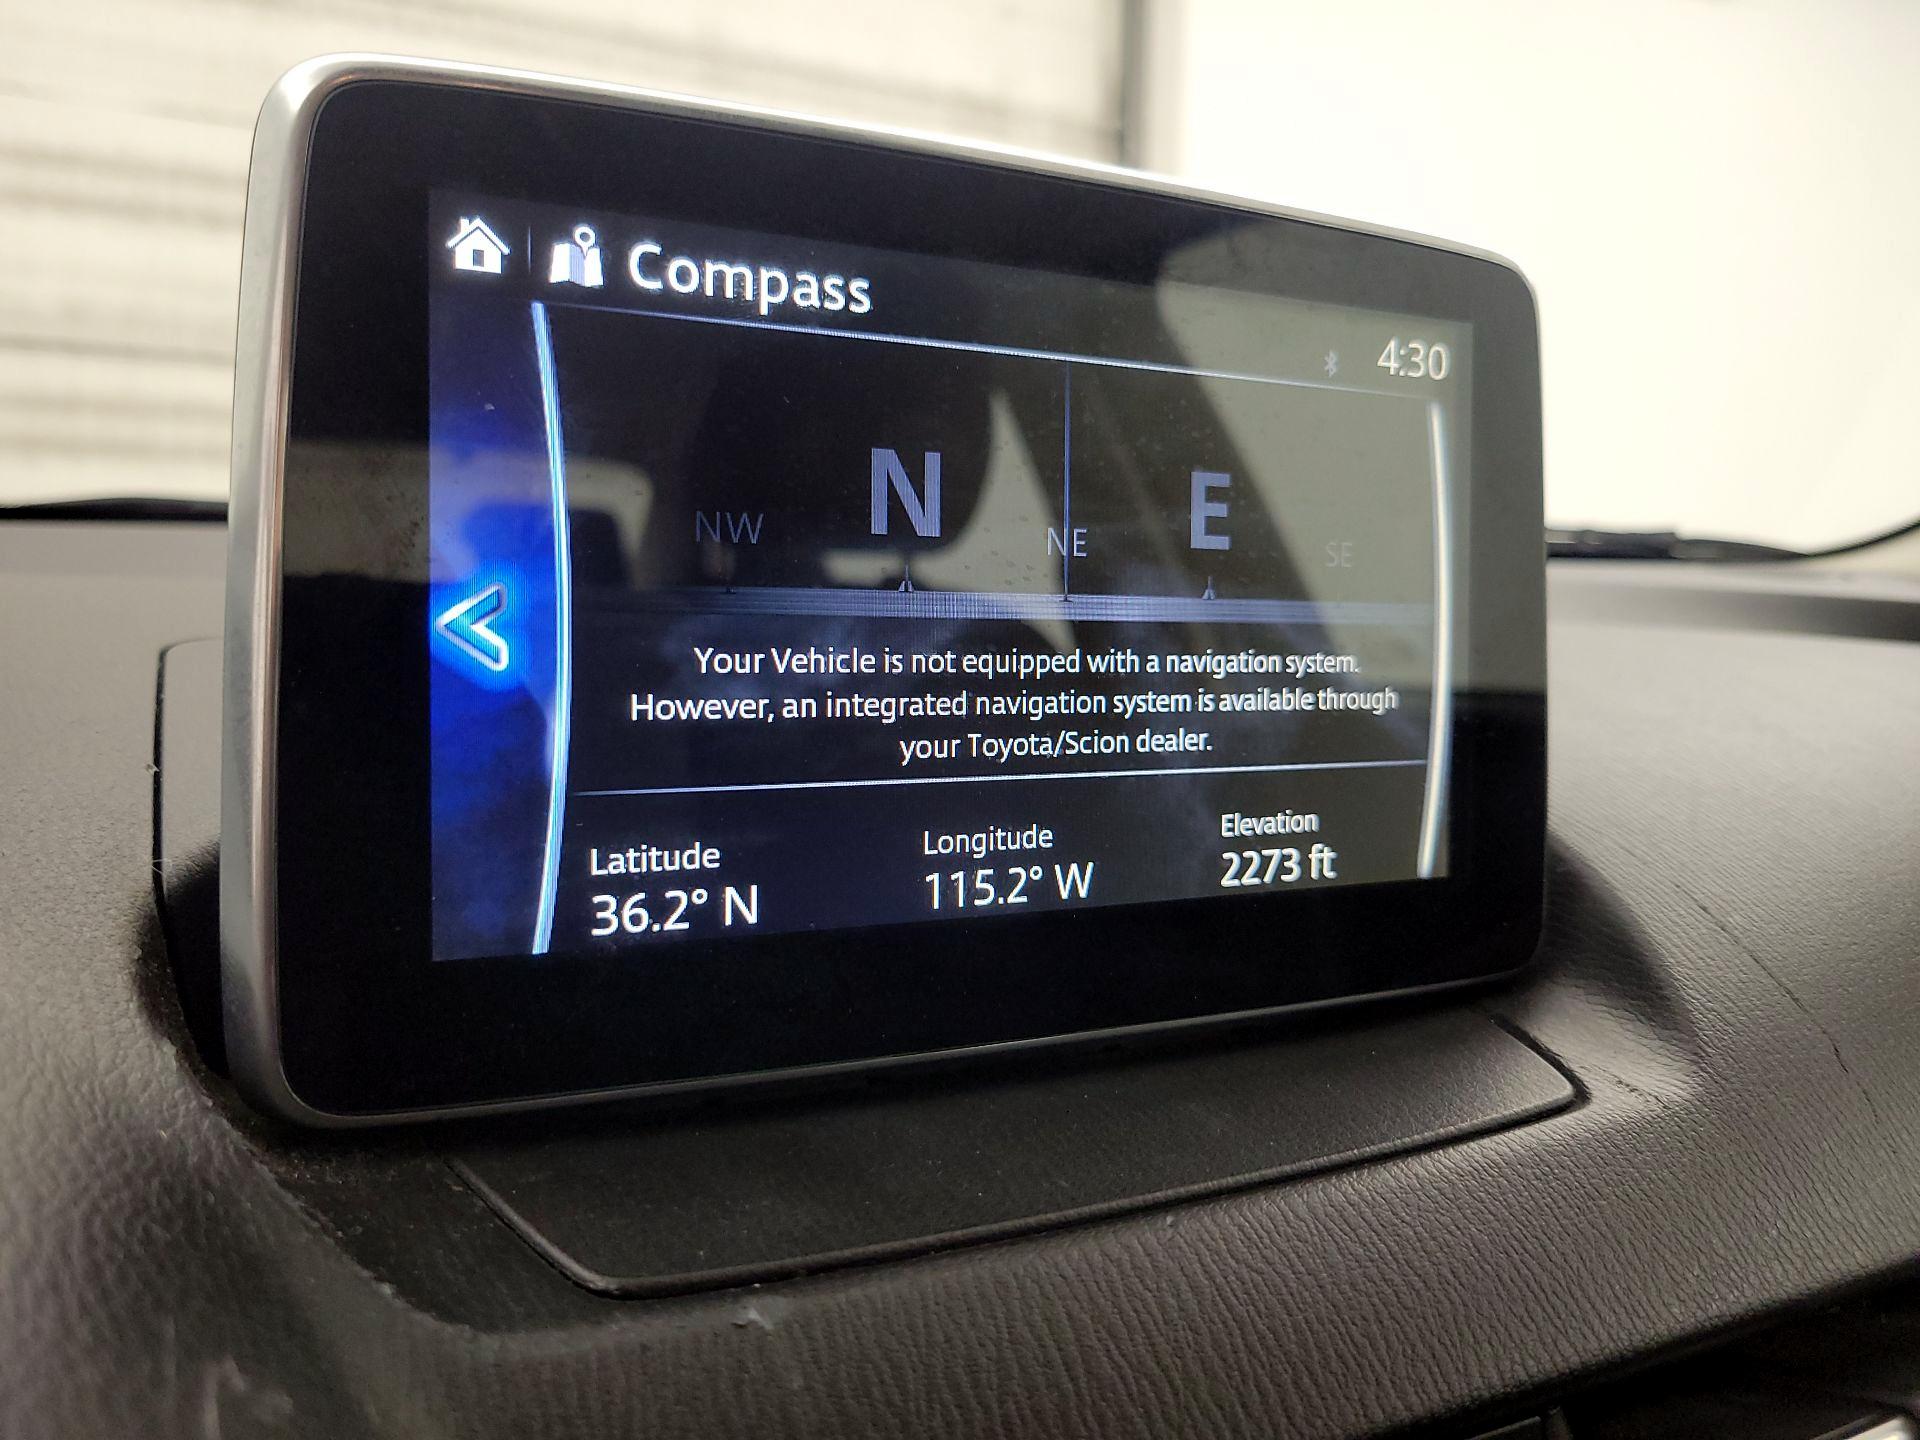 Compass
4:30
NW N NE E SE
Your Vehicle is not equipped with a navigation system.
However, an integrated navigation system is available through
your Toyota/Scion dealer.
Latitude Longitude Elevation
36.2° N 115.2° W 2273 ft